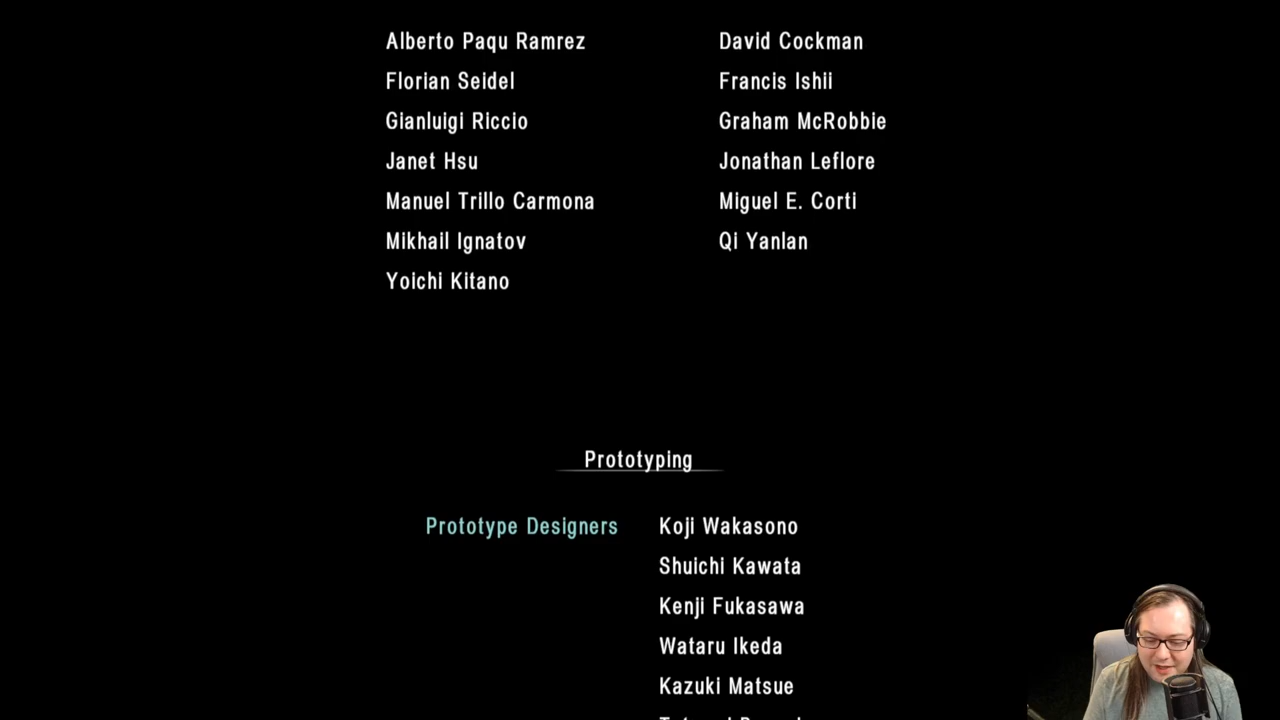 Alberto Paqu Ramrez
David Cockman
Florian Seidel
Francis Ishii
Gianluigi Riccio
Graham McRobbie
Janet Hsu
Jonathan Leflore
Manuel Trillo Carmona
Miguel E. Corti
Mikhail Ignatov
Qi Yanlan
Yoichi Kitano
Prototyping
Prototype Designers Koji Wakasono
Shuichi Kawata
Kenji Fukasawa
Wataru Ikeda
Kazuki Matsue